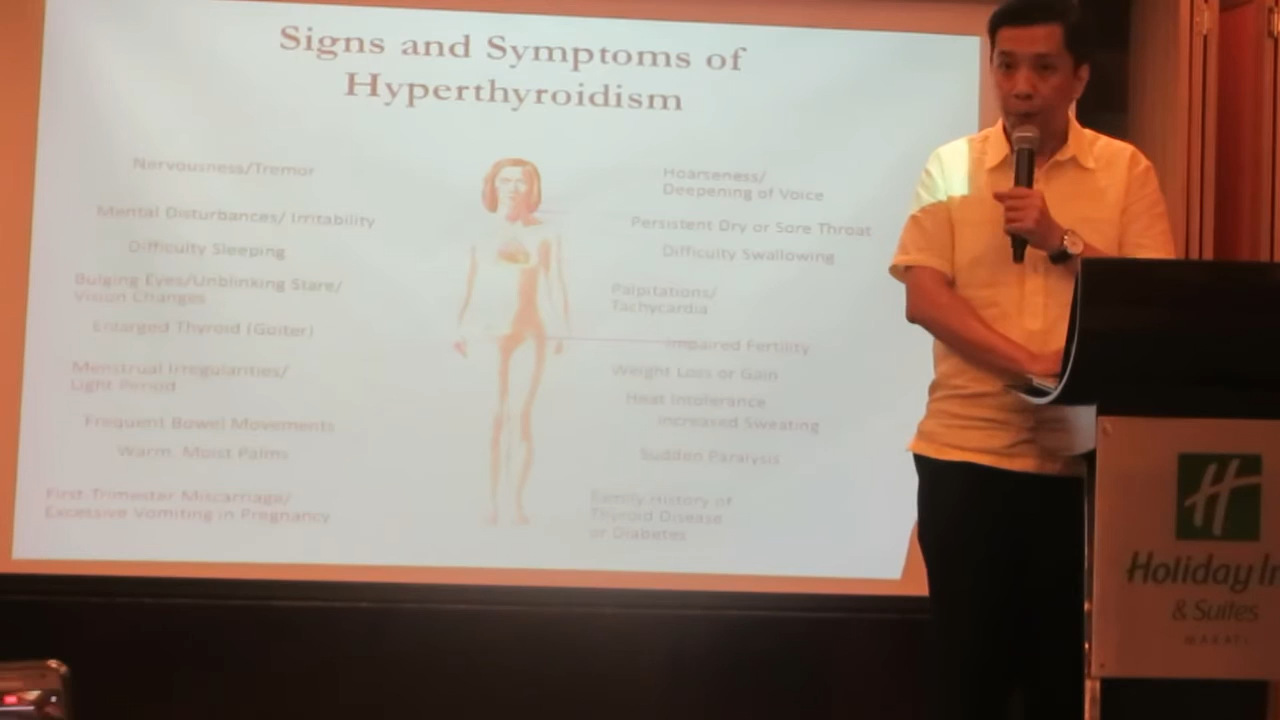 Signs and Symptoms of
Hyperthyroidism
Nervousness/Tremor
Mental Disturbances/ Irritability
Difficulty Sleeping
Bulging Eyes/Unblinking Stare/
Vision Changes
Enlarged Thyroid (Goiter)
Menstrual Irregularities/
Light Period
Frequent Bowel Movements
Warm, Moist Palms
First Trimester Miscarriage/
Excessive Vomiting in Pregnancy
Hoarseness/
Deepening of Voice
Persistent Dry or Sore Throat
Difficulty Swallowing
Palpitations/
Tachycardia
Impaired Fertility
Weight Loss or Gain
Heat Intolerance
Increased Sweating
Sudden Paralysis
Family History of
Thyroid Disease
or Diabetes
H
Holiday In
& Suites
MAKATI